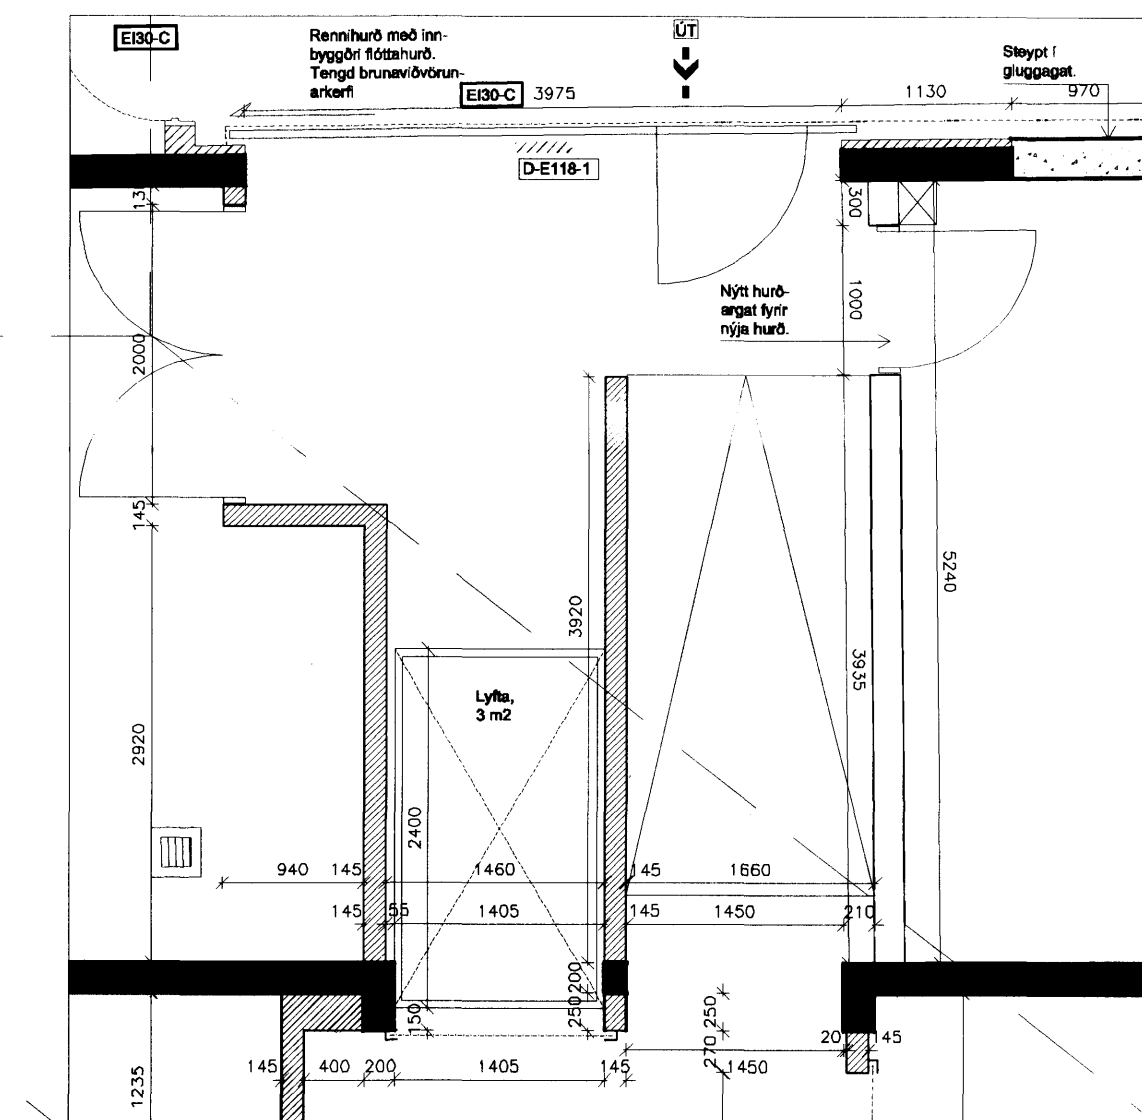 EI30-C
Rennihurð með inn-
byggðri flóttahurð.
Tengd brunaviðvörun-
arkerfi
EI30-C
3975
ÚT
Steypt í
gluggagat.
1130
970
D-E118-1
13
300
Nýtt hurð-
argat fyrir
nýja hurð.
1000
2000
145
5240
3920
3935
Lyfta,
3 m2
2920
2400
940
145
1460
145
1660
145
55
1405
145
1450
210
200
250
150
250
270
20
45
145
400
200
1405
145
1450
1235